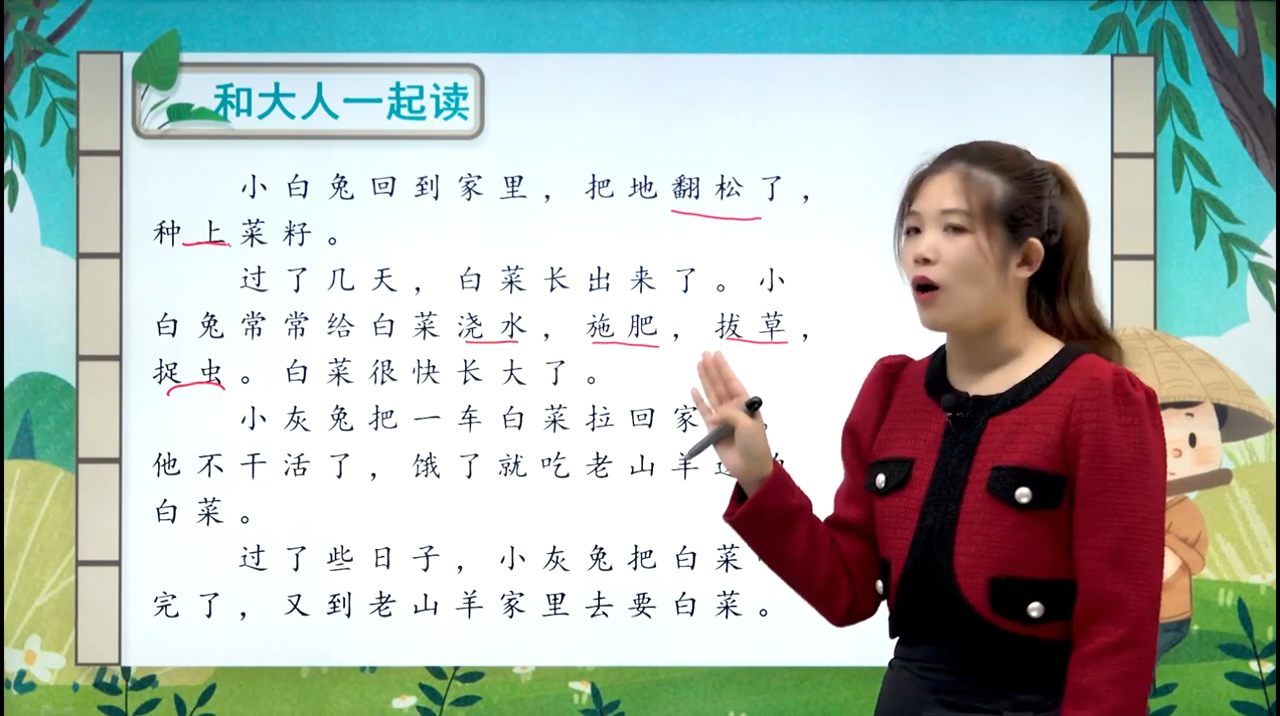 和大人一起读
小白兔回到家里，把地翻松了，
种上菜籽。
过了几天，白菜长出来了。小
白兔常常给白菜浇水，施肥，拔草，
捉虫。白菜很快长大了。
小灰兔把一车白菜拉回家
他不干活了，饿了就吃老山羊
白菜。
过了些日子，小灰兔把白菜
完了，又到老山羊家里去要白菜。